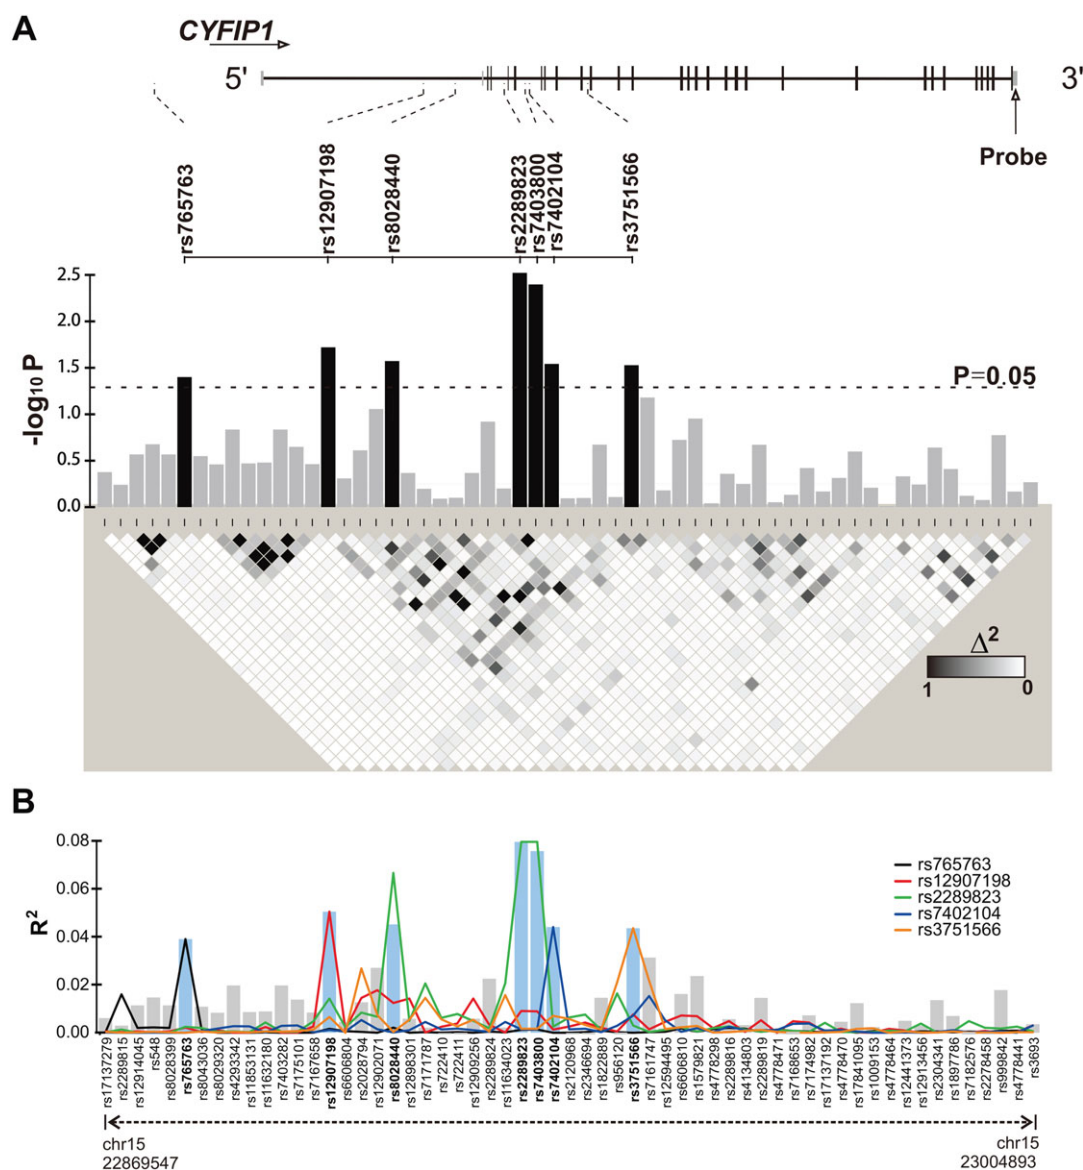 A
CYFIP1
5'
3'
Probe
rs765763
rs12907198
rs8028440
rs2289823
rs7403800
rs7402104
rs3751566
2.5
2.0
1.5
1.0
0.5
0.0
-log10 P
P=0.05
Δ2
1
0
B
0.08
0.06
0.04
0.02
0.00
R2
rs765763
rs12907198
rs2289823
rs7402104
rs3751566
rs17137279
rs2289815
rs12914045
rs548
rs8028399
rs765763
rs8043036
rs8029320
rs4293342
rs11853131
rs11632180
rs7403282
rs7175101
rs7167658
rs12907198
rs6606804
rs2028794
rs12902071
rs8028440
rs12898301
rs7171787
rs722410
rs722411
rs12909256
rs2289824
rs11634023
rs2289823
rs7403800
rs7402104
rs2120968
rs2346694
rs1822889
rs956120
rs3751566
rs7161747
rs12594495
rs6606810
rs1579821
rs4778298
rs2289816
rs4134803
rs2289819
rs7168653
rs7174982
rs17137192
rs4778470
rs17841095
rs1009153
rs4778464
rs12441373
rs12913456
rs2304341
rs1897786
rs7182576
rs2278458
rs999842
rs4778441
rs3693
chr15
22869547
chr15
23004893